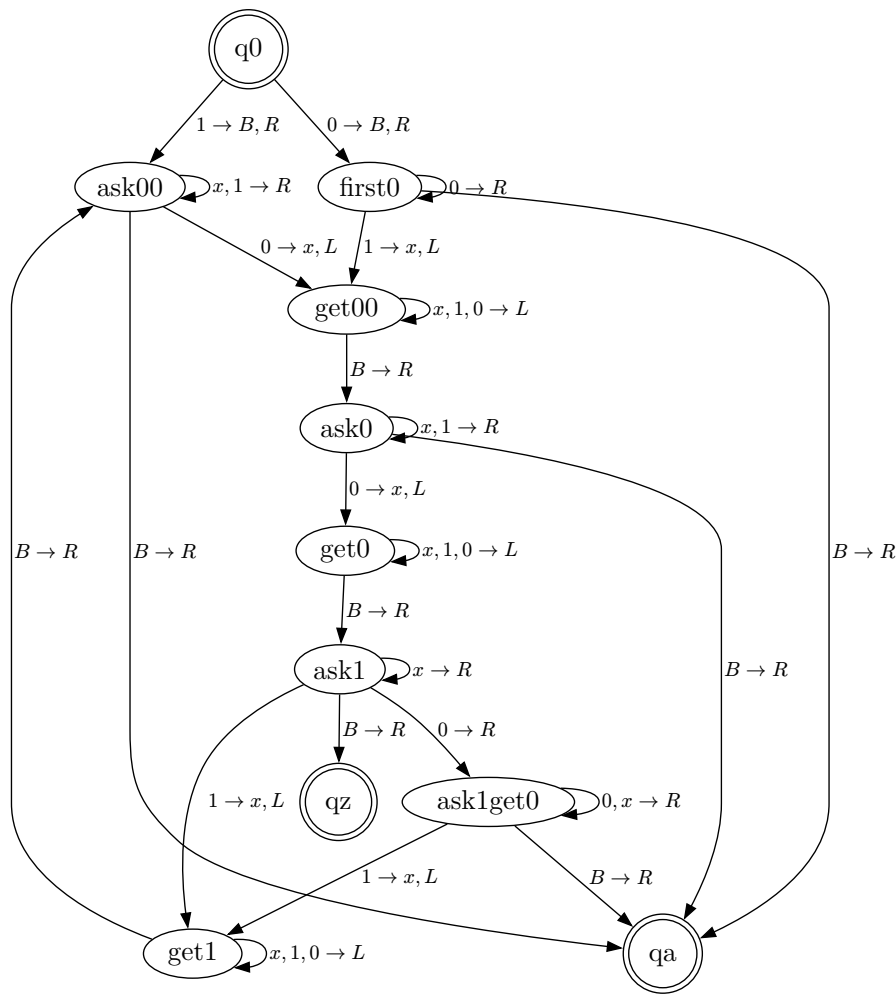 q0
1 → B, R
0 → B, R
ask00
x, 1 → R
first0
0 → R
0 → x, L
1 → x, L
get00
x, 1, 0 → L
B → R
ask0
x, 1 → R
0 → x, L
B → R
B → R
get0
x, 1, 0 → L
B → R
B → R
ask1
x → R
B → R
B → R
0 → R
1 → x, L
qz
ask1get0
0, x → R
1 → x, L
B → R
get1
x, 1, 0 → L
qa